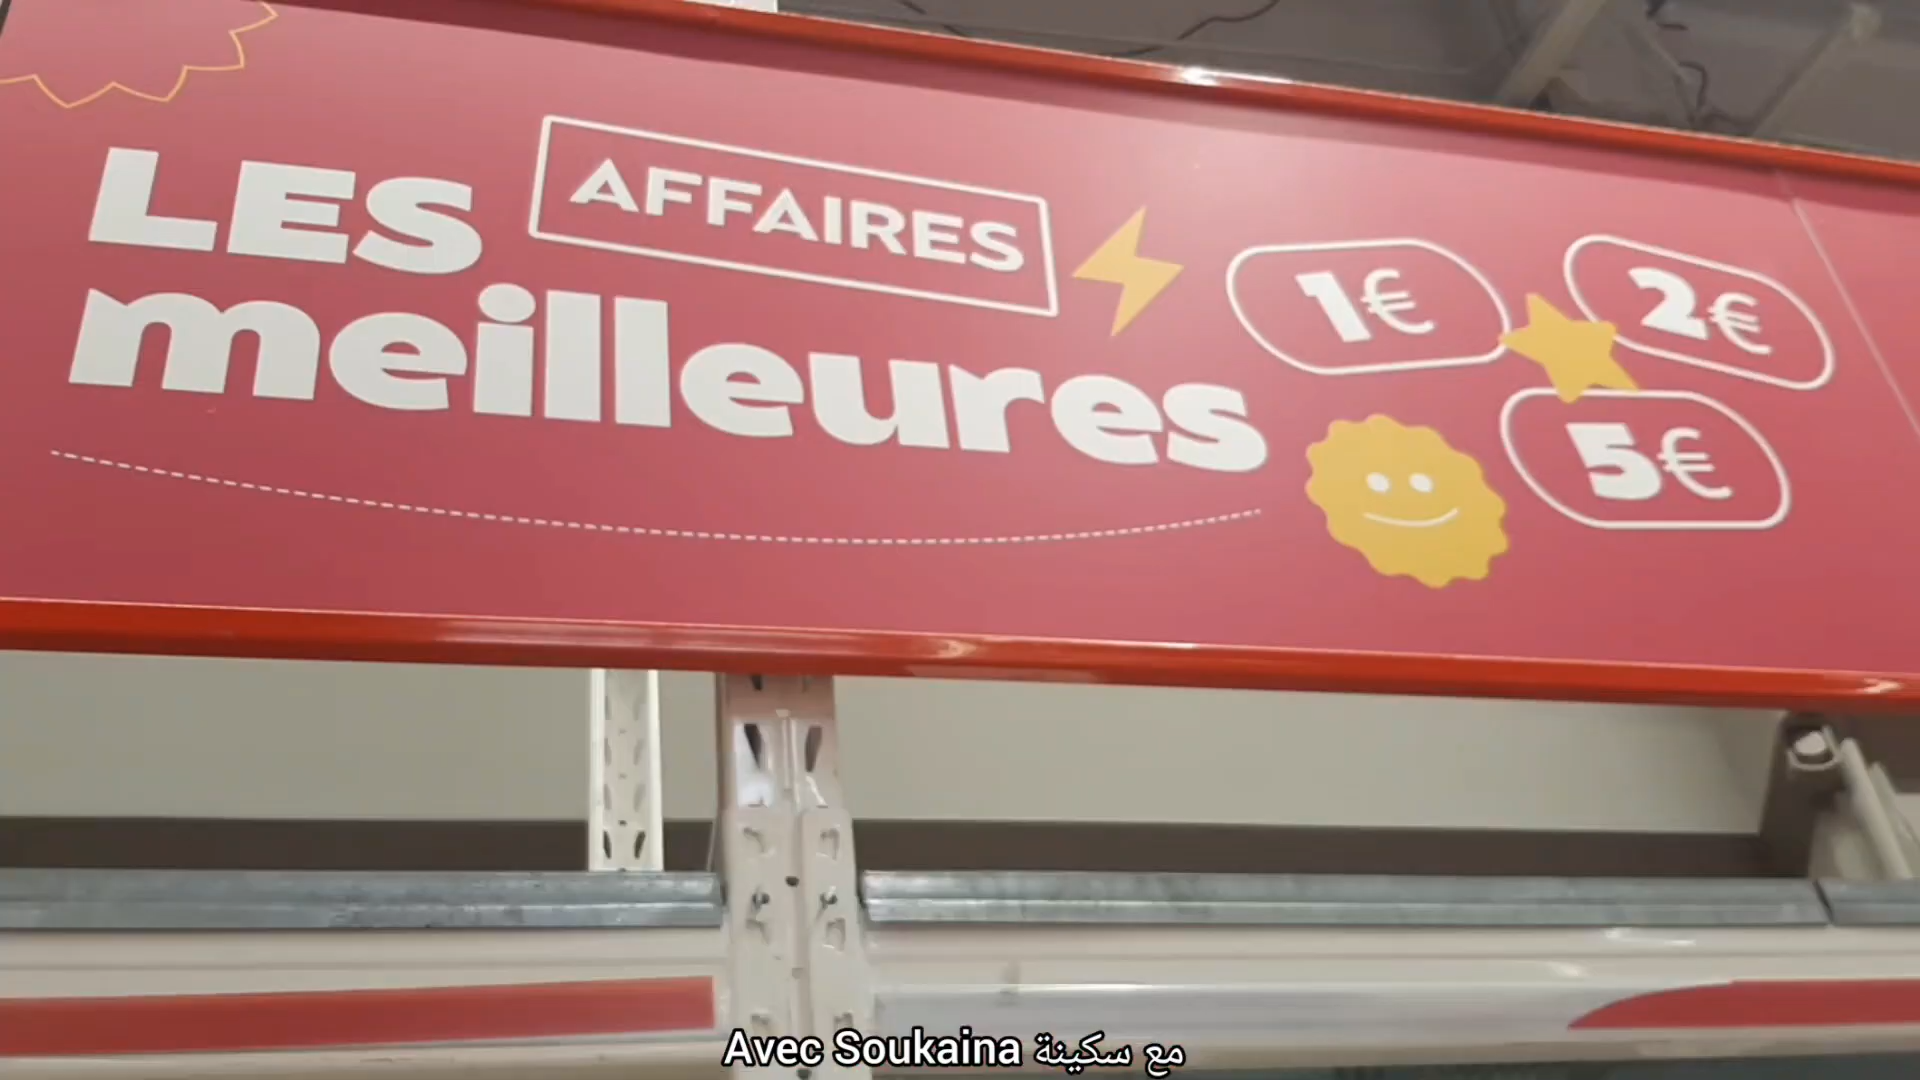 LES AFFAIRES
meilleures
1€ 2€
5€
Avec Soukaina مع سكينة